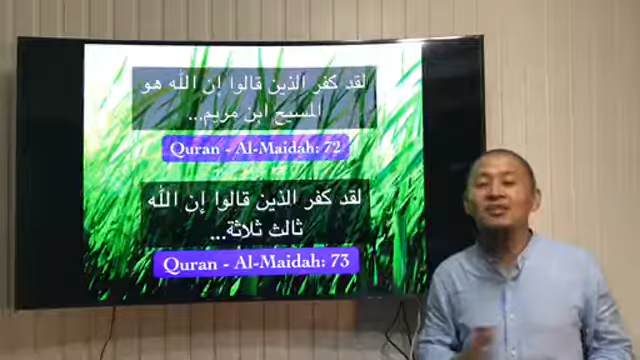 لقد كفر الذين قالوا إن الله هو
المسيح ابن مريم...
Quran - Al-Maidah: 72
لقد كفر الذين قالوا إن الله
ثالث ثلاثة...
Quran - Al-Maidah: 73